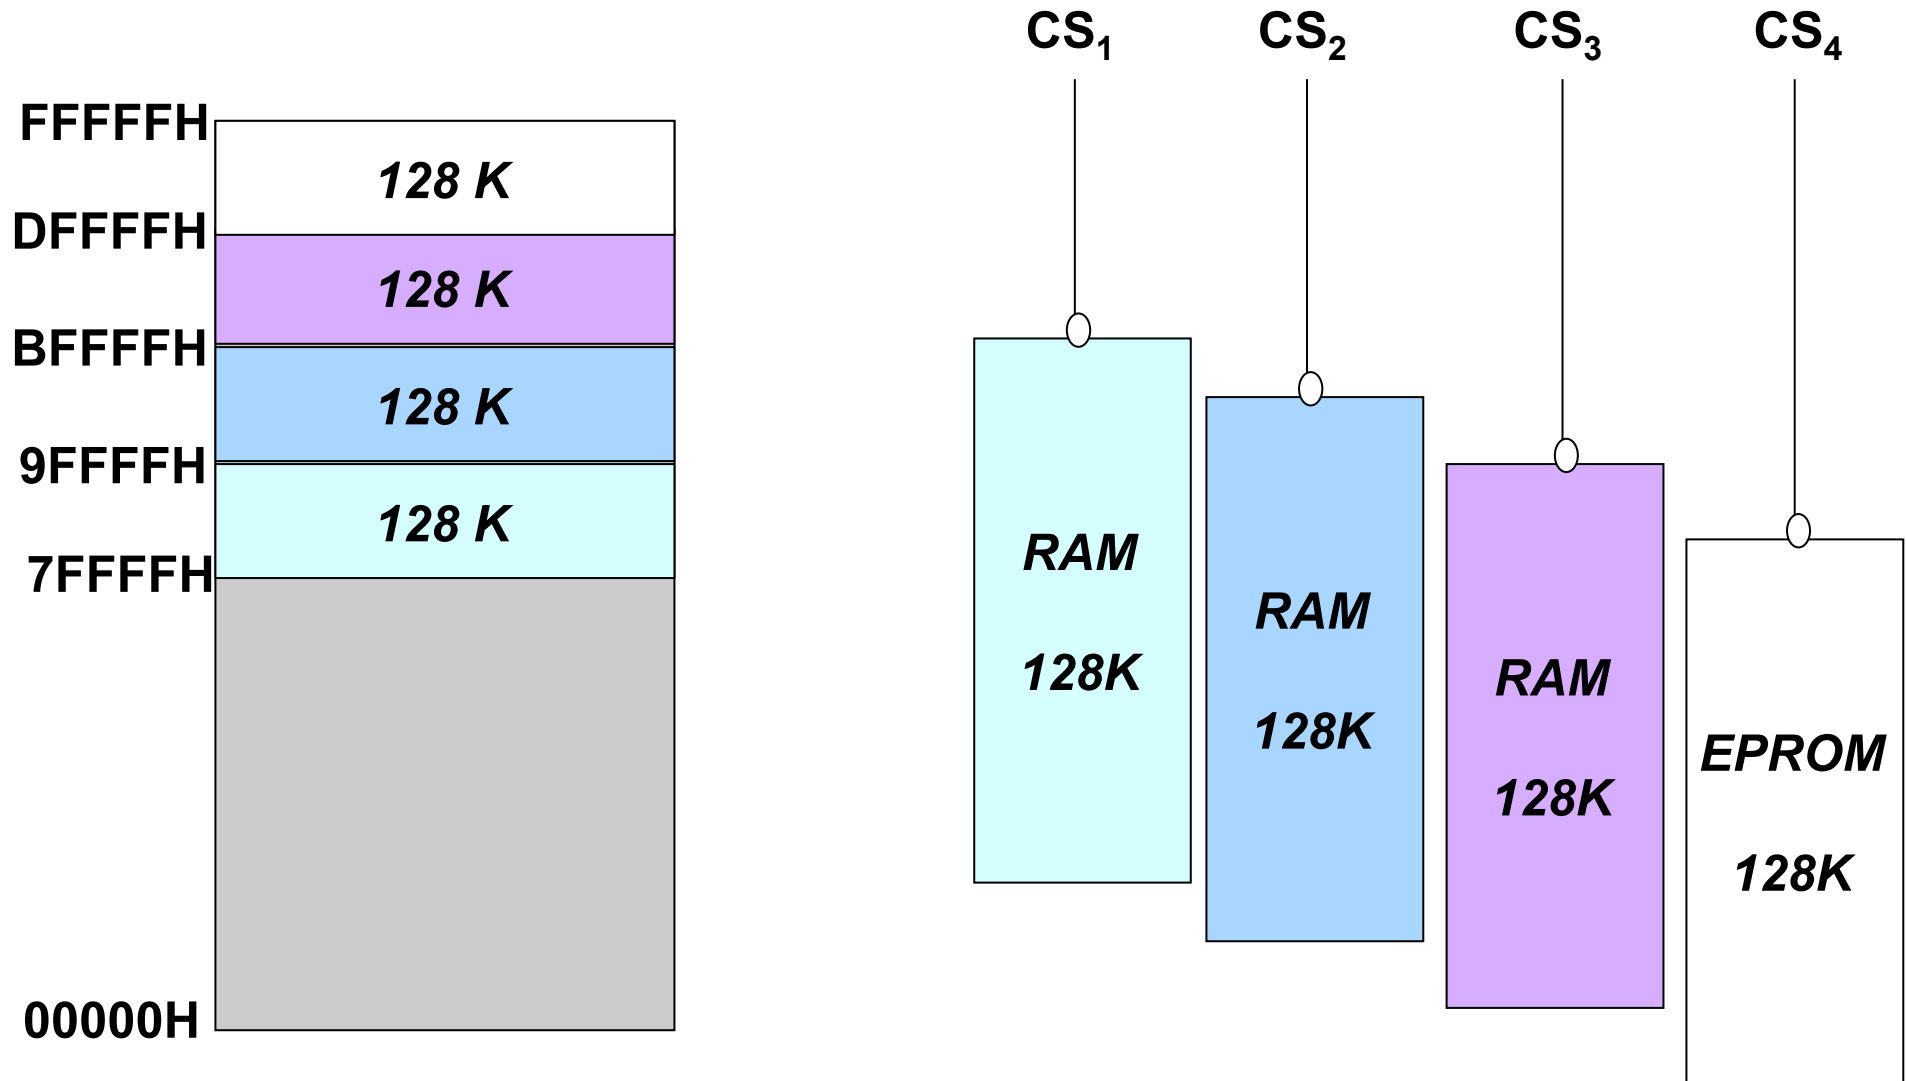 FFFFFH
128 K
DFFFFH
128 K
BFFFFH
128 K
9FFFFH
128 K
7FFFFH
00000H
CS₁
CS₂
CS₃
CS₄
RAM
128K
RAM
128K
RAM
128K
EPROM
128K